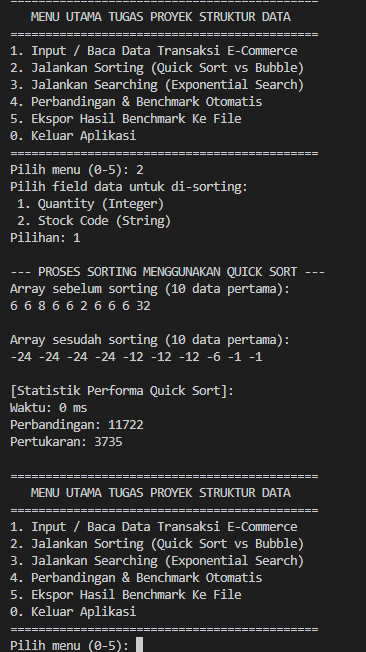 ============================================
MENU UTAMA TUGAS PROYEK STRUKTUR DATA
============================================
1. Input / Baca Data Transaksi E-Commerce
2. Jalankan Sorting (Quick Sort vs Bubble)
3. Jalankan Searching (Exponential Search)
4. Perbandingan & Benchmark Otomatis
5. Ekspor Hasil Benchmark Ke File
0. Keluar Aplikasi
============================================
Pilih menu (0-5): 2
Pilih field data untuk di-sorting:
1. Quantity (Integer)
2. Stock Code (String)
Pilihan: 1
--- PROSES SORTING MENGGUNAKAN QUICK SORT ---
Array sebelum sorting (10 data pertama):
6 6 8 6 6 2 6 6 6 32
Array sesudah sorting (10 data pertama):
-24 -24 -24 -24 -12 -12 -12 -6 -1 -1
[Statistik Performa Quick Sort]:
Waktu: 0 ms
Perbandingan: 11722
Pertukaran: 3735
============================================
MENU UTAMA TUGAS PROYEK STRUKTUR DATA
============================================
1. Input / Baca Data Transaksi E-Commerce
2. Jalankan Sorting (Quick Sort vs Bubble)
3. Jalankan Searching (Exponential Search)
4. Perbandingan & Benchmark Otomatis
5. Ekspor Hasil Benchmark Ke File
0. Keluar Aplikasi
============================================
Pilih menu (0-5):